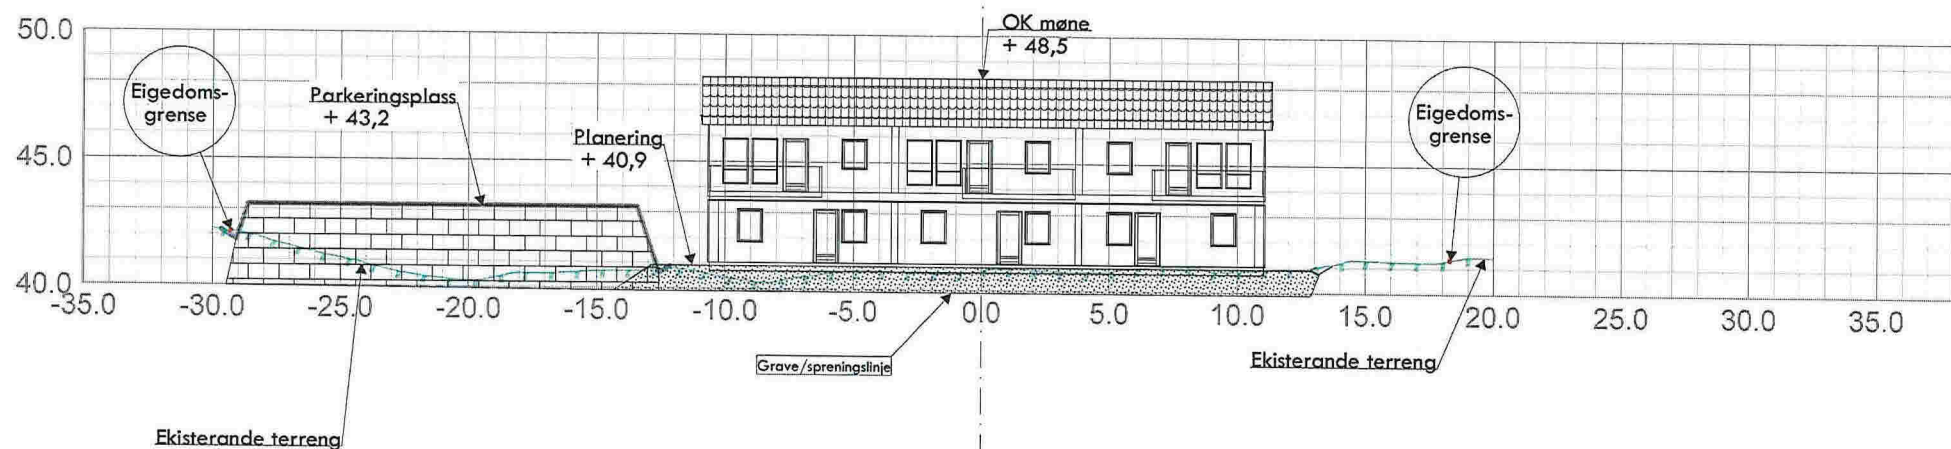 50.0
OK møne
+ 48,5
Eigedoms-
grense
Parkeringsplass
+ 43,2
Eigedoms-
grense
Planering
+ 40,9
45.0
40.0
-35.0 -30.0 -25.0 -20.0 -15.0 -10.0 -5.0 0.0 5.0 10.0 15.0 20.0 25.0 30.0 35.0
Grave/spreningslinje
Ekisterande terreng
Ekisterande terreng